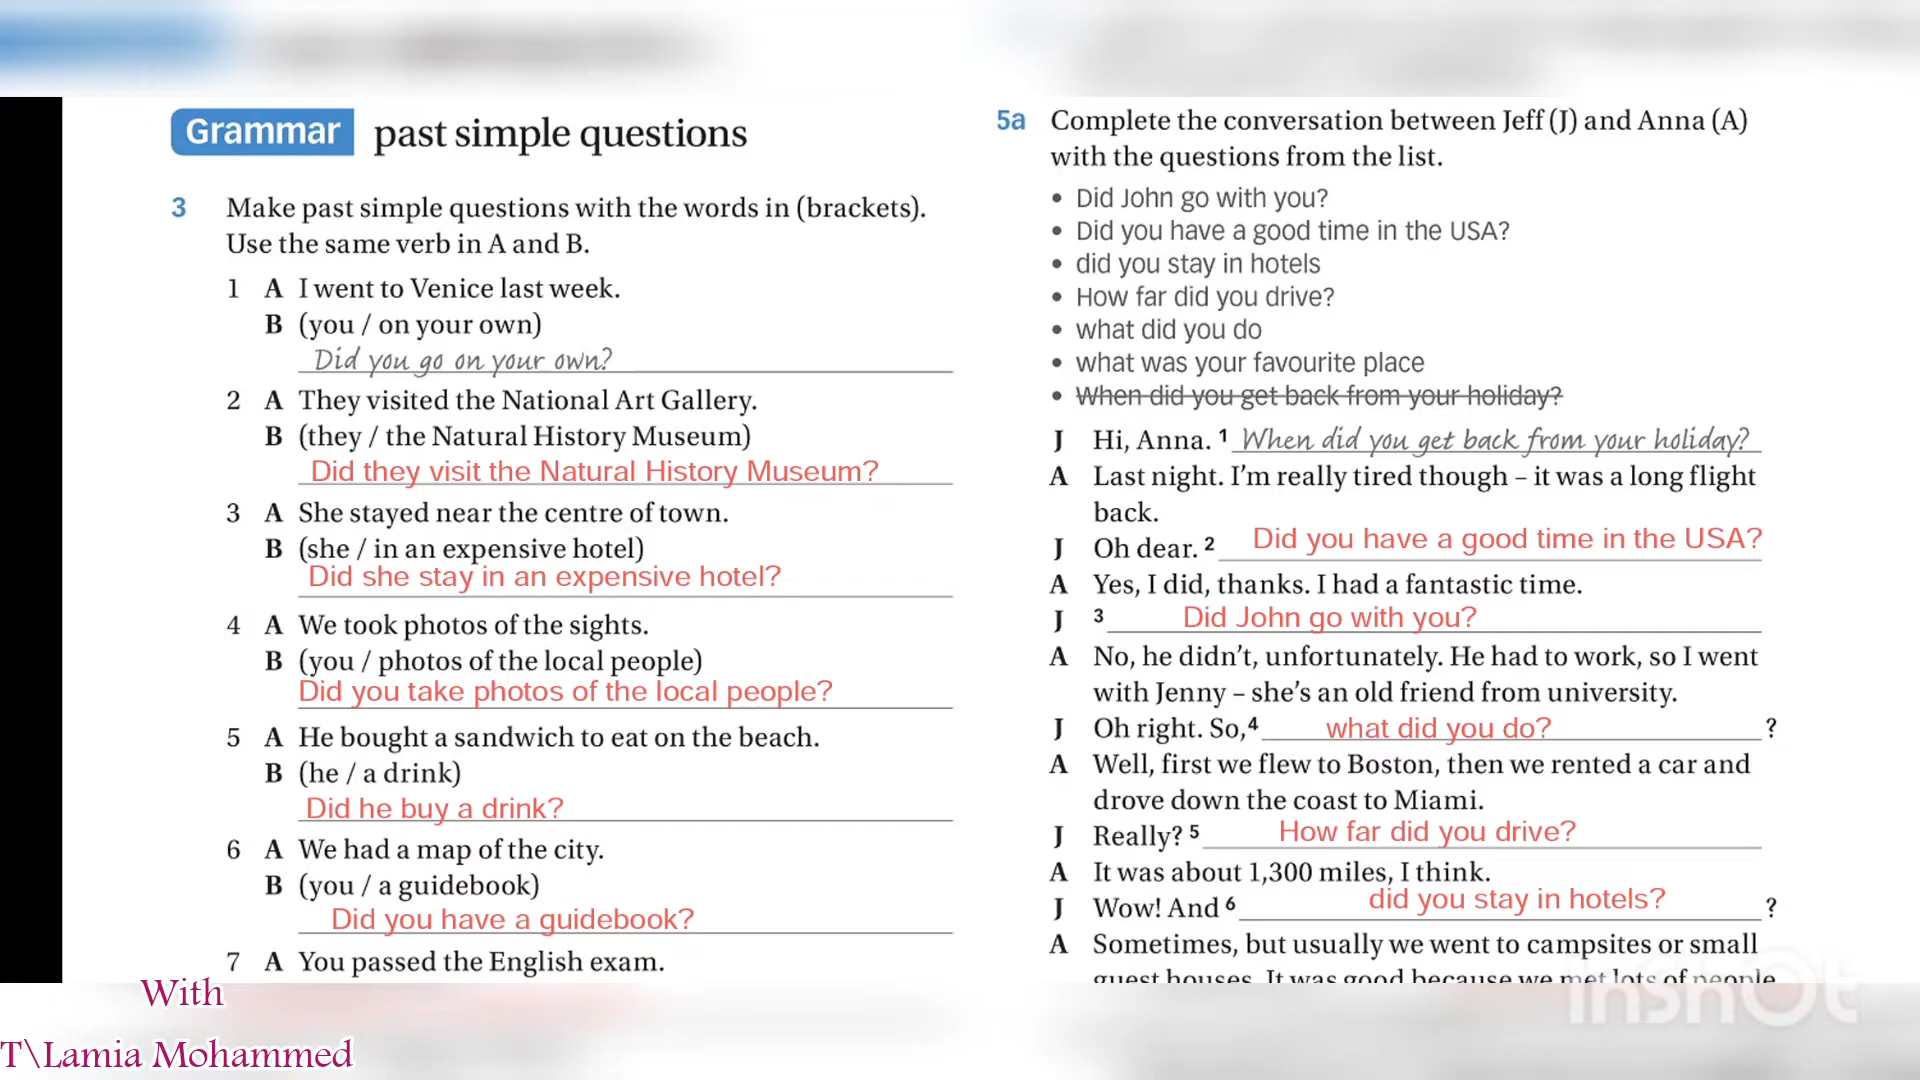 Grammar past simple questions
3 Make past simple questions with the words in (brackets).
Use the same verb in A and B.
1 A I went to Venice last week.
B (you / on your own)
Did you go on your own?
2 A They visited the National Art Gallery.
B (they / the Natural History Museum)
Did they visit the Natural History Museum?
3 A She stayed near the centre of town.
B (she / in an expensive hotel)
Did she stay in an expensive hotel?
4 A We took photos of the sights.
B (you / photos of the local people)
Did you take photos of the local people?
5 A He bought a sandwich to eat on the beach.
B (he / a drink)
Did he buy a drink?
6 A We had a map of the city.
B (you / a guidebook)
Did you have a guidebook?
7 A You passed the English exam.
5a Complete the conversation between Jeff (J) and Anna (A)
with the questions from the list.
• Did John go with you?
• Did you have a good time in the USA?
• did you stay in hotels
• How far did you drive?
• what did you do
• what was your favourite place
• When did you get back from your holiday?
J Hi, Anna. 1 When did you get back from your holiday?
A Last night. I'm really tired though – it was a long flight
back.
J Oh dear. 2 Did you have a good time in the USA?
A Yes, I did, thanks. I had a fantastic time.
J 3 Did John go with you?
A No, he didn't, unfortunately. He had to work, so I went
with Jenny – she's an old friend from university.
J Oh right. So, 4 what did you do? ?
A Well, first we flew to Boston, then we rented a car and
drove down the coast to Miami.
J Really? 5 How far did you drive?
A It was about 1,300 miles, I think.
J Wow! And 6 did you stay in hotels? ?
A Sometimes, but usually we went to campsites or small
guest houses. It was good because we met lots of people
With
T\Lamia Mohammed
InShOt